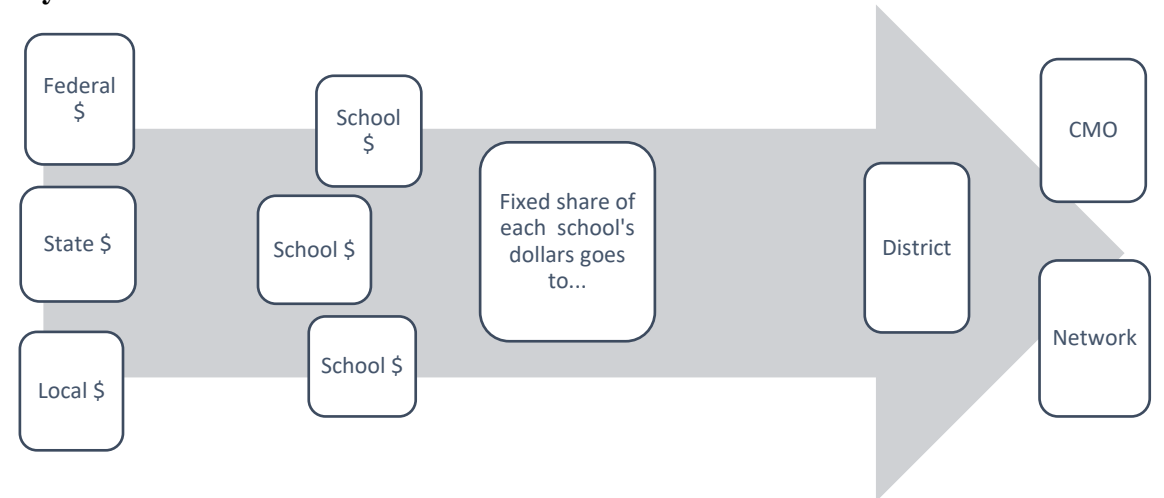 Federal
$
State $
Local $
School
$
School $
School $
Fixed share of
each school's
dollars goes
to...
District
CMO
Network